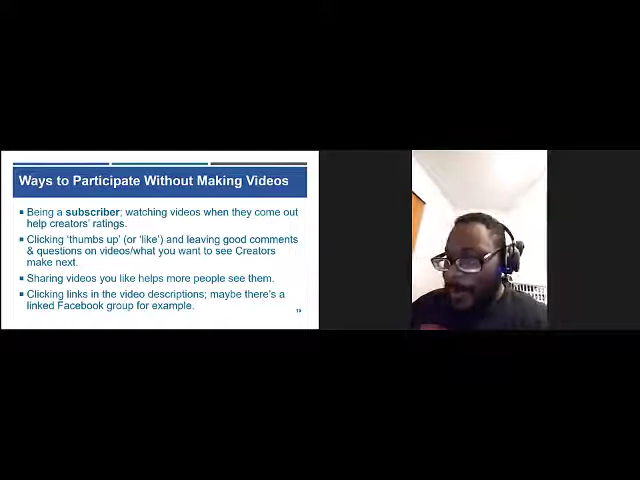 Ways to Participate Without Making Videos
Being a subscriber; watching videos when they come out
help creators' ratings.
Clicking 'thumbs up' (or 'like') and leaving good comments
& questions on videos/what you want to see Creators
make next.
Sharing videos you like helps more people see them.
Clicking links in the video descriptions; maybe there's a
linked Facebook group for example.